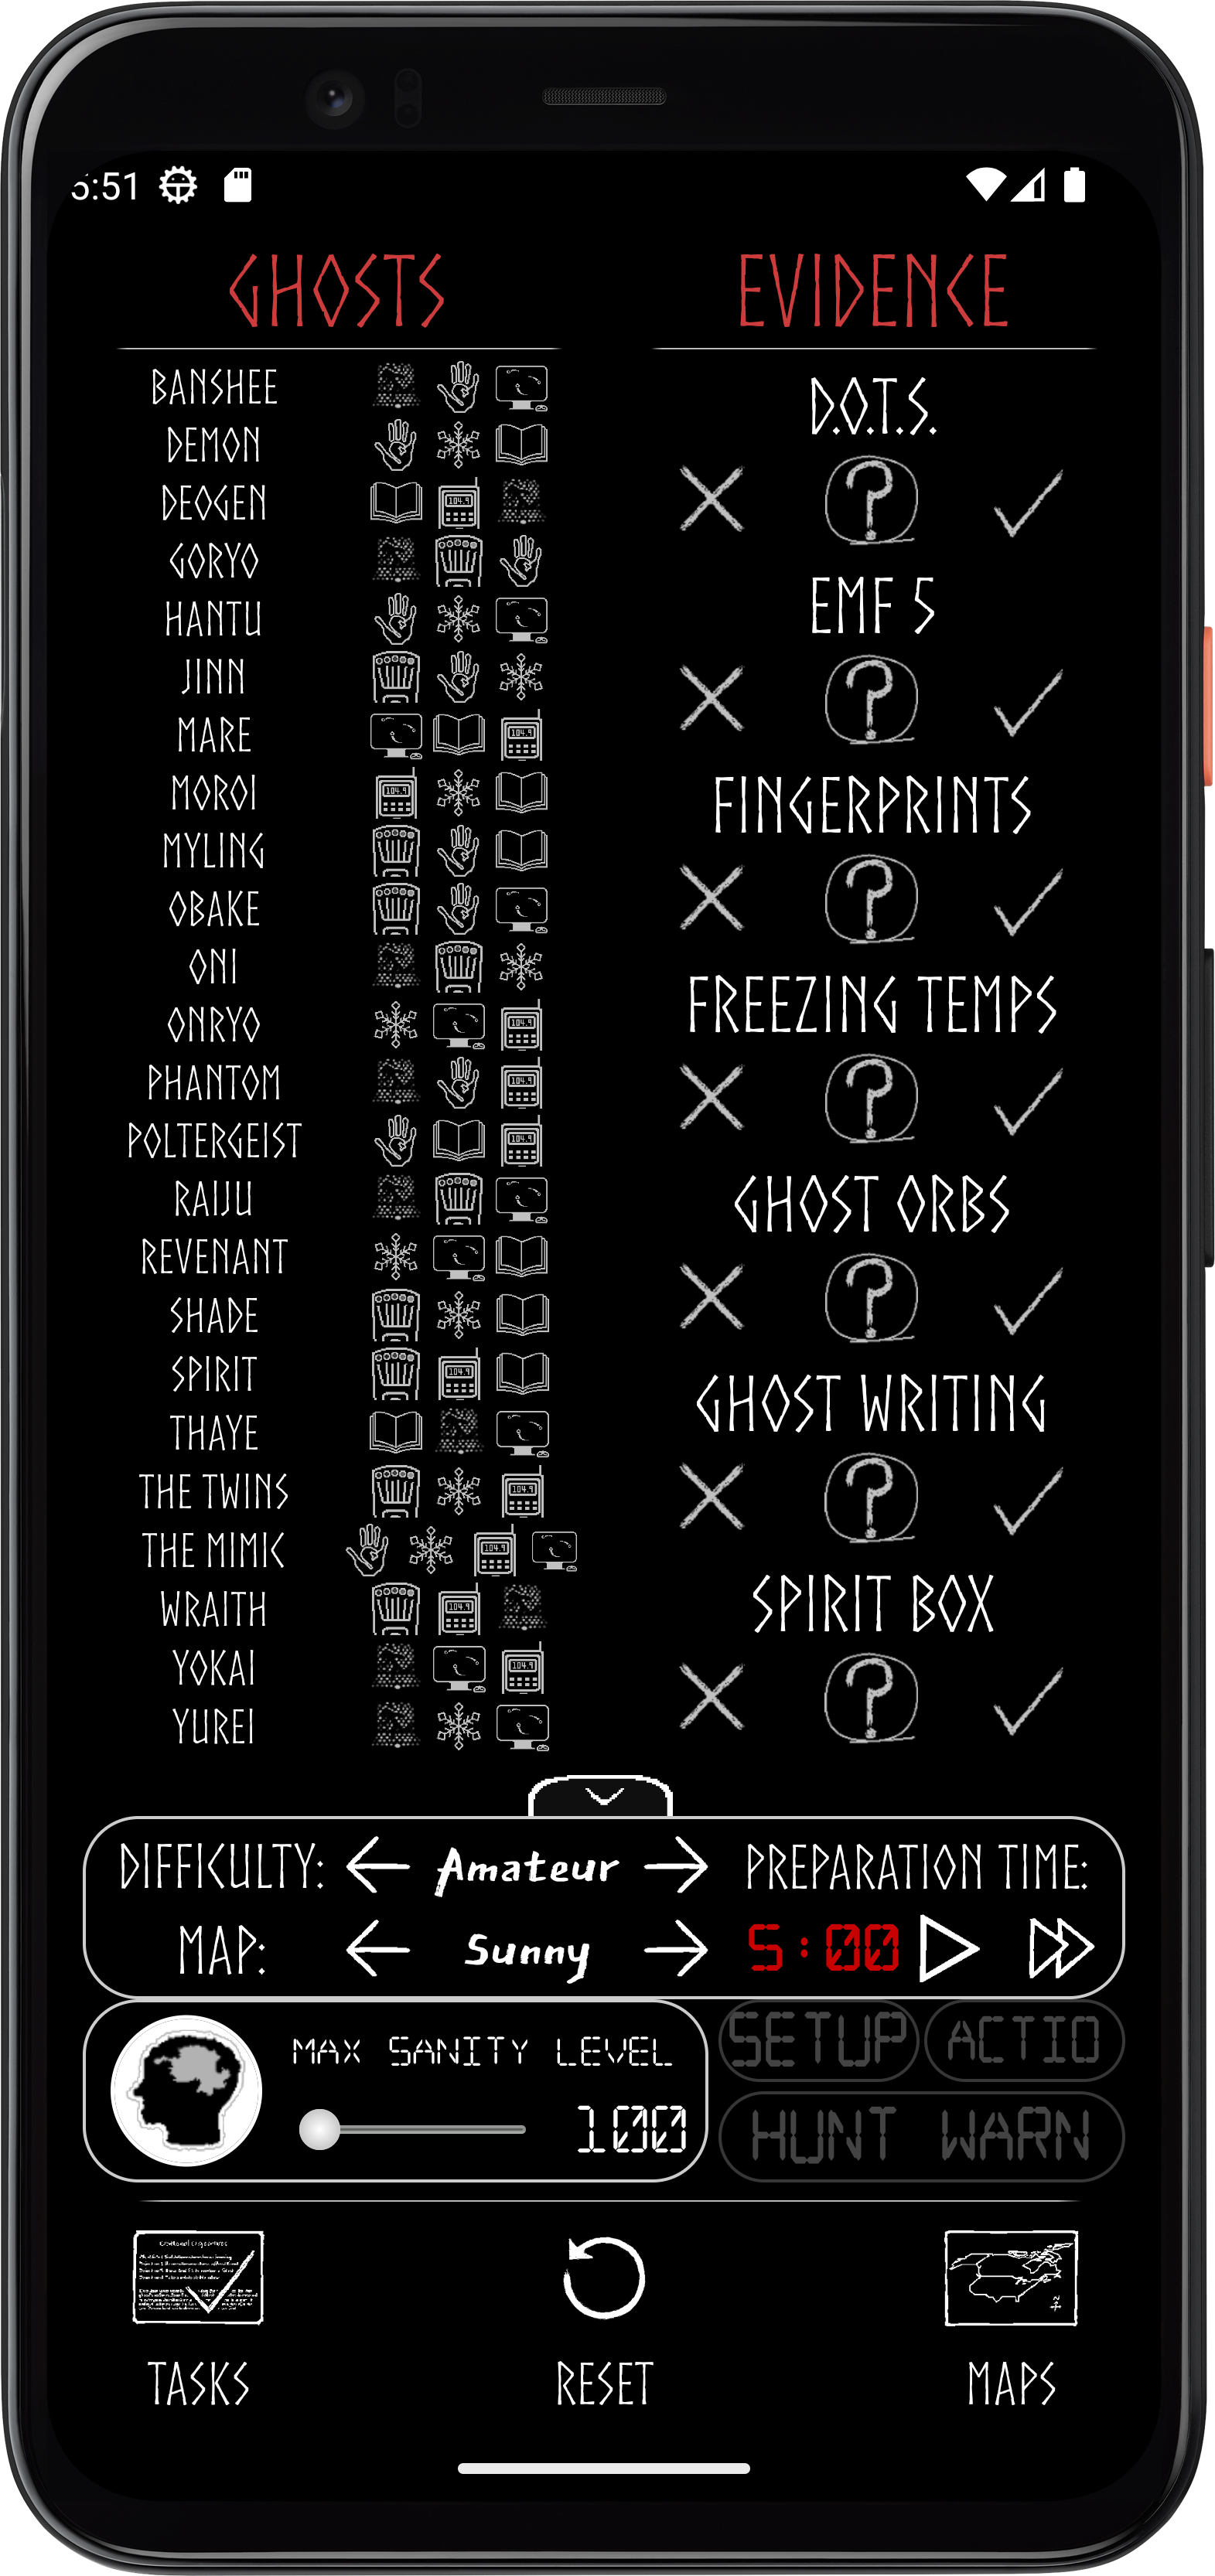 5:51
GHOSTS
BANSHEE
DEMON
DEOGEN
GORYO
HANTU
JINN
MARE
MOROI
MYLING
OBAKE
ONI
ONRYO
PHANTOM
POLTERGEIST
RAIJU
REVENANT
SHADE
SPIRIT
THAYE
THE TWINS
THE MIMIC
WRAITH
YOKAI
YUREI
EVIDENCE
D.O.T.S.
EMF 5
FINGERPRINTS
FREEZING TEMPS
GHOST ORBS
GHOST WRITING
SPIRIT BOX
DIFFICULTY: Amateur
PREPARATION TIME:
MAP: Sunny
5:00
MAX SANITY LEVEL
100
SETUP ACTIO
HUNT WARN
TASKS
RESET
MAPS